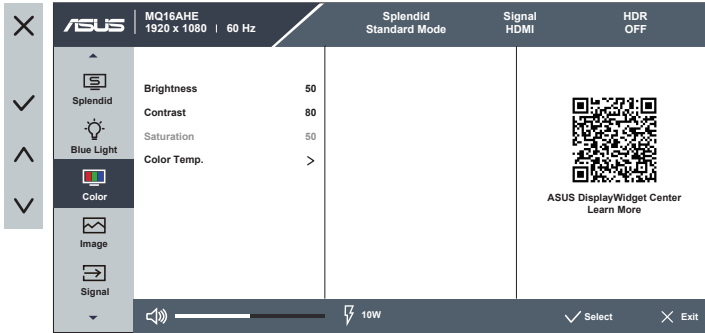 ASUS
MQ16AHE
1920 x 1080 | 60 Hz
Splendid
Standard Mode
Signal
HDMI
HDR
OFF
Splendid
Blue Light
Color
Image
Signal
Brightness 50
Contrast 80
Saturation 50
Color Temp. >
ASUS DisplayWidget Center
Learn More
10W
Select
Exit